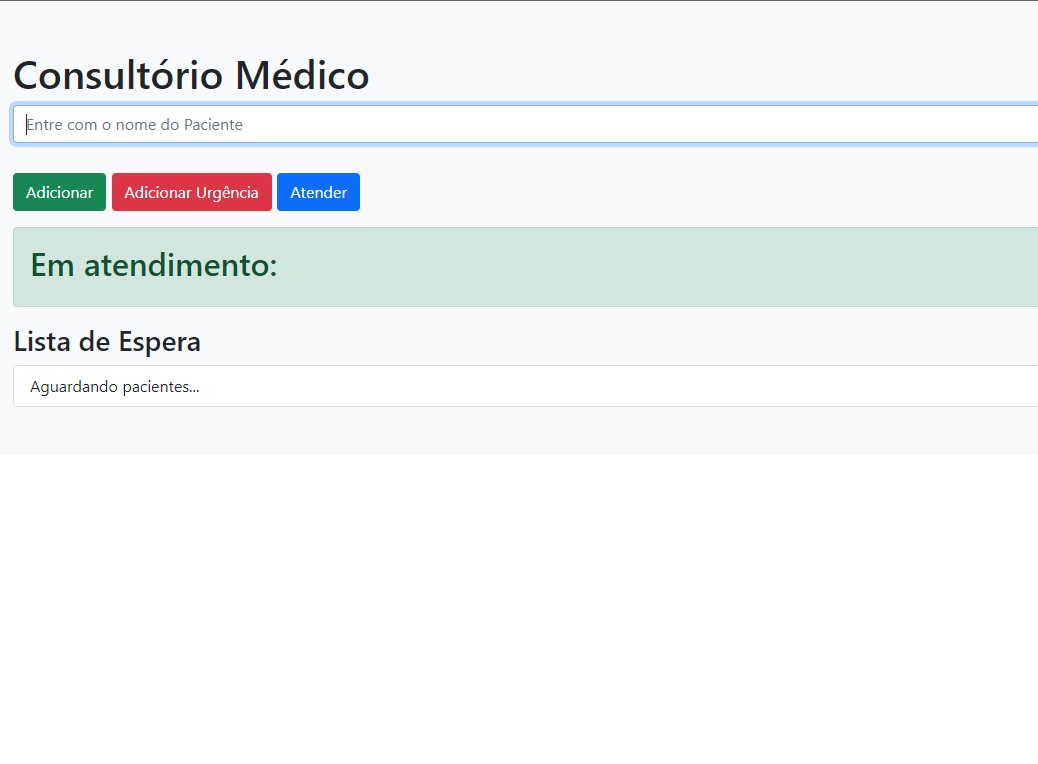 Consultório Médico
Entre com o nome do Paciente
Adicionar Adicionar Urgência Atender
Em atendimento:
Lista de Espera
Aguardando pacientes...